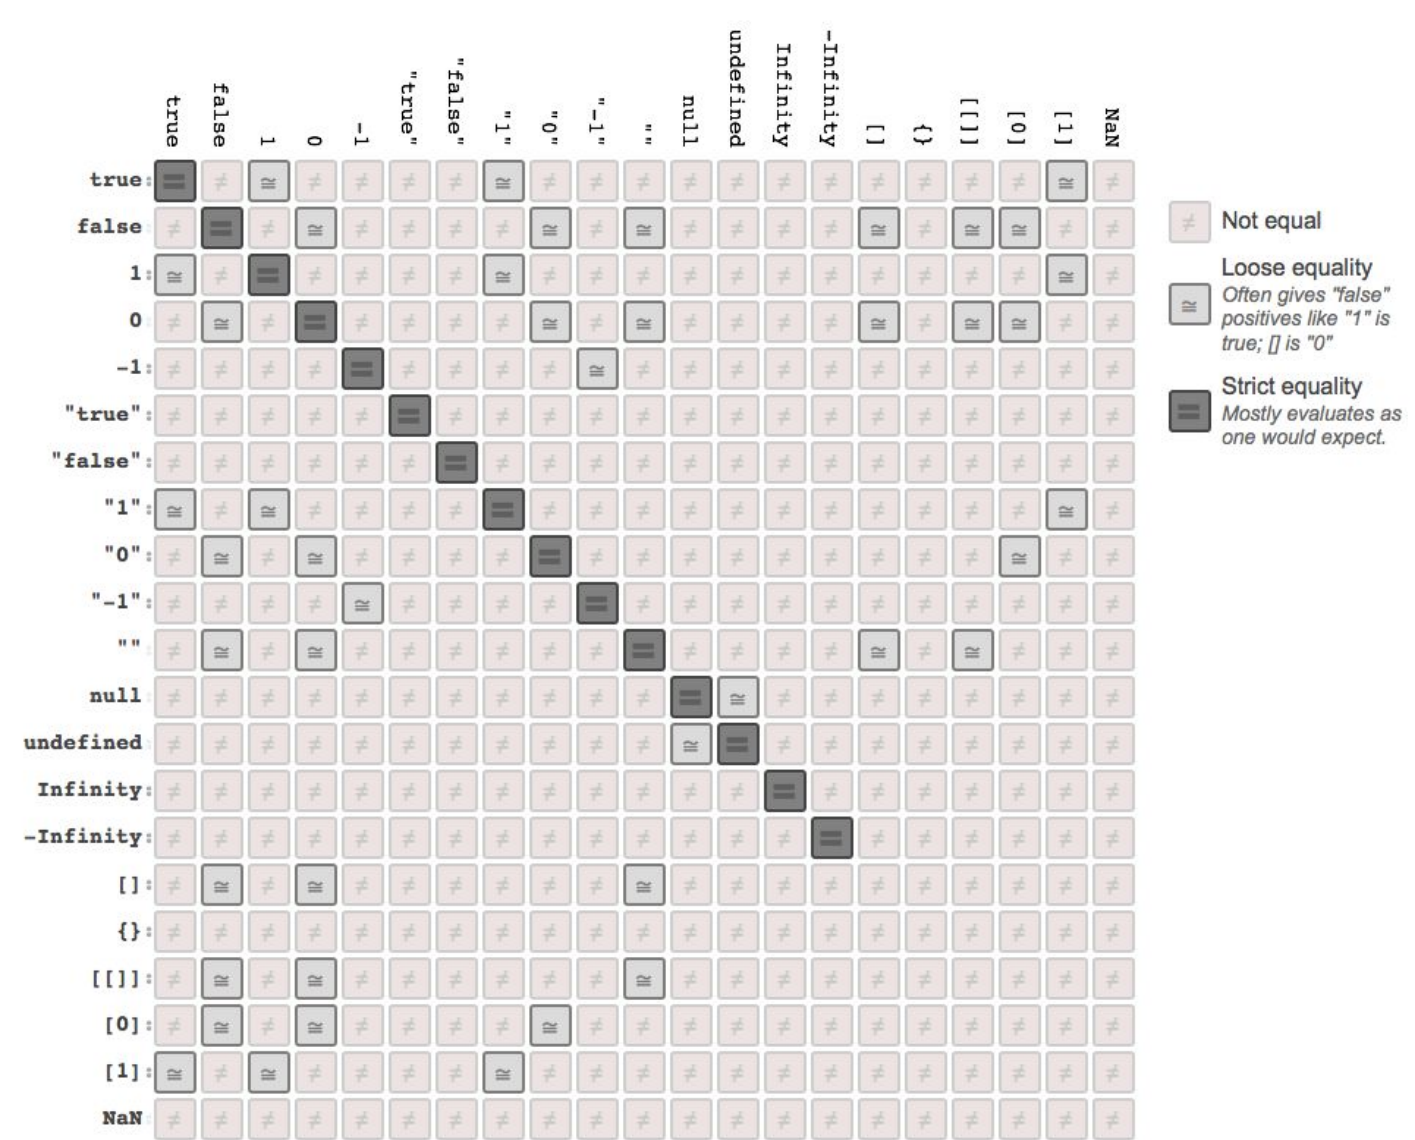 true
false
1
0
-1
"true"
"false"
"1"
"0"
"-1"
""
null
undefined
Infinity
-Infinity
[]
{}
[[]]
[0]
[1]
NaN
true:
false
1:
0
-1:
"true":
"false":
"1":
"0":
"-1":
""
null
undefined
Infinity:
-Infinity:
[]:
{}:
[[]]:
[0]:
[1]:
NaN
Not equal
Loose equality
Often gives "false"
positives like "1" is
true; [] is "0"
Strict equality
Mostly evaluates as
one would expect.